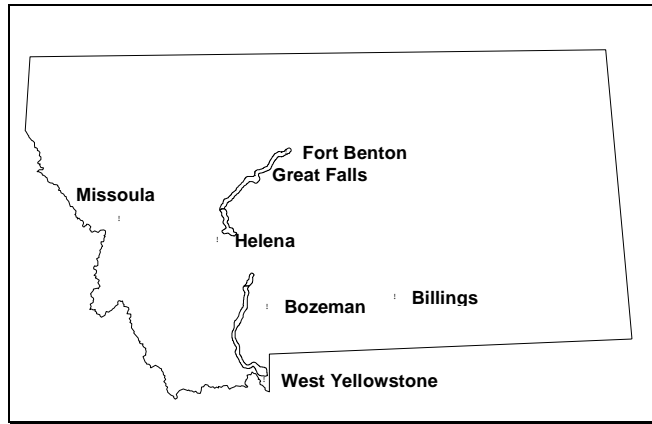 Fort Benton
Great Falls
Missoula
Helena
Billings
Bozeman
West Yellowstone